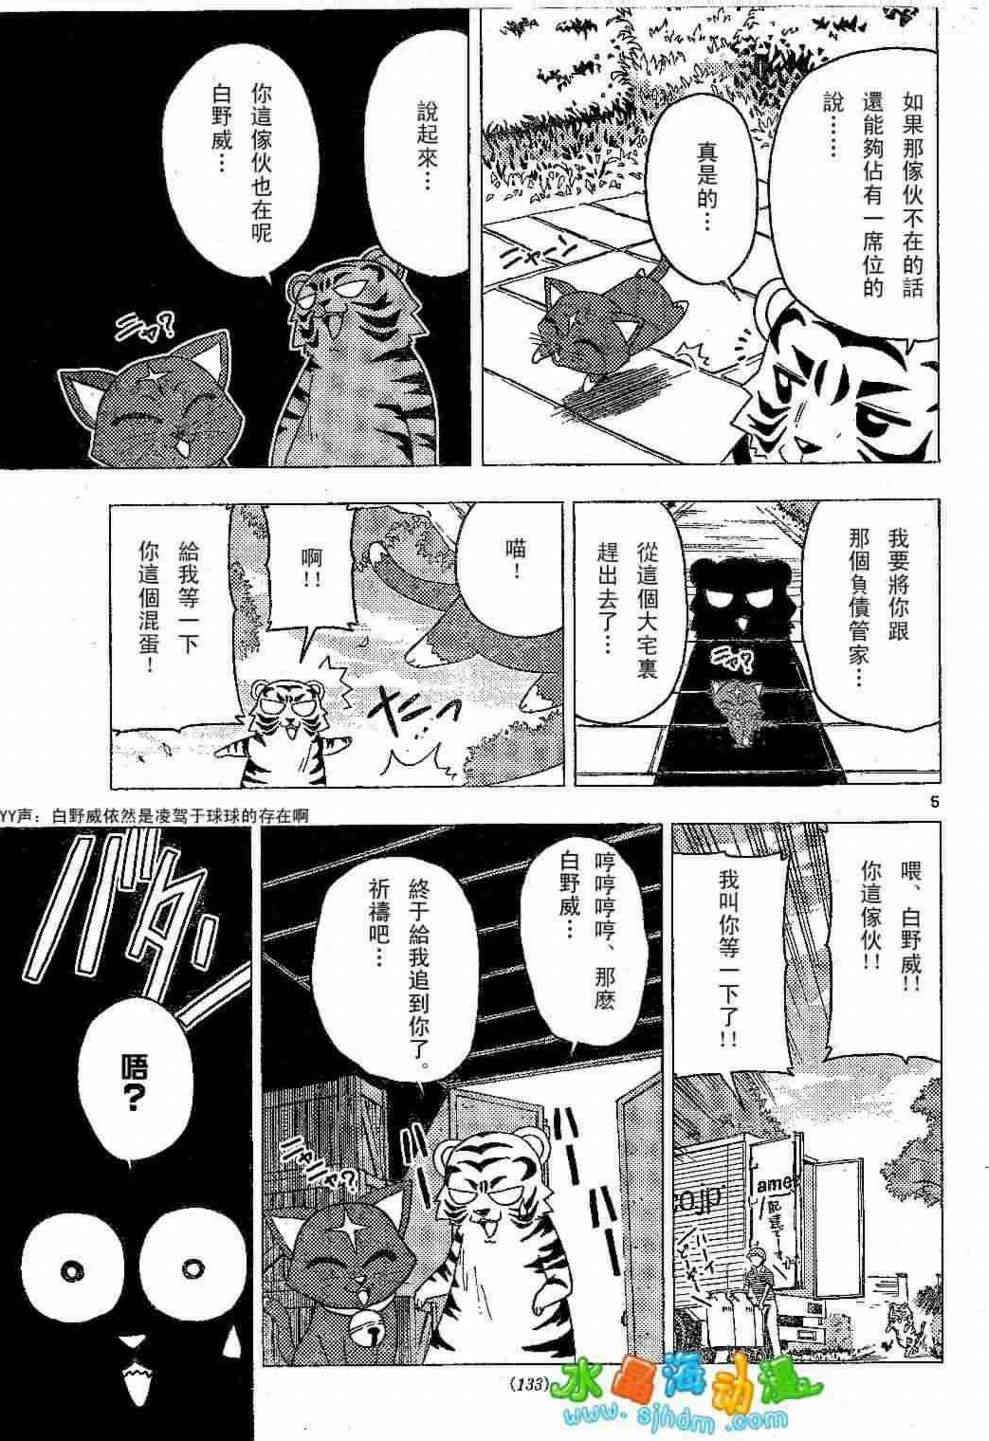 如果那傢伙不在的話
還能夠佔有一席位的
說……
真是的…
ニャーン
說起來…
你這傢伙也在呢
白野威…
ニャ?
我要將你跟
那個負債管家…
從這個大宅裏
趕出去了…
ニャ?
喵！
啊!!
給我等一下
你這個混蛋！
5
YY声：白野威依然是凌驾于球球的存在啊
喂、白野威!!
你這傢伙!!
我叫你等一下了!!
co.jp
ame
哼哼哼哼、那麽
白野威…
終于給我追到你了。
祈禱吧…
ニャニャ?
バタン
唔?
(133)
水晶海动漫
www.sjhdm.com